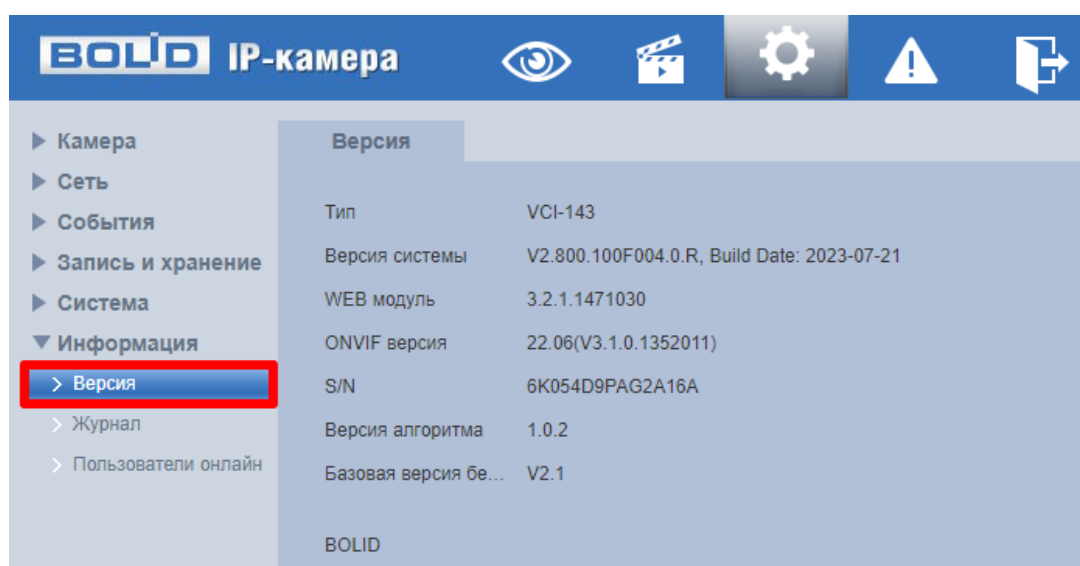 BOLID IP-камера
Камера
Сеть
События
Запись и хранение
Система
Информация
Версия
Журнал
Пользователи онлайн
Версия
Тип VCI-143
Версия системы V2.800.100F004.0.R, Build Date: 2023-07-21
WEB модуль 3.2.1.1471030
ONVIF версия 22.06(V3.1.0.1352011)
S/N 6K054D9PAG2A16A
Версия алгоритма 1.0.2
Базовая версия бе... V2.1
BOLID